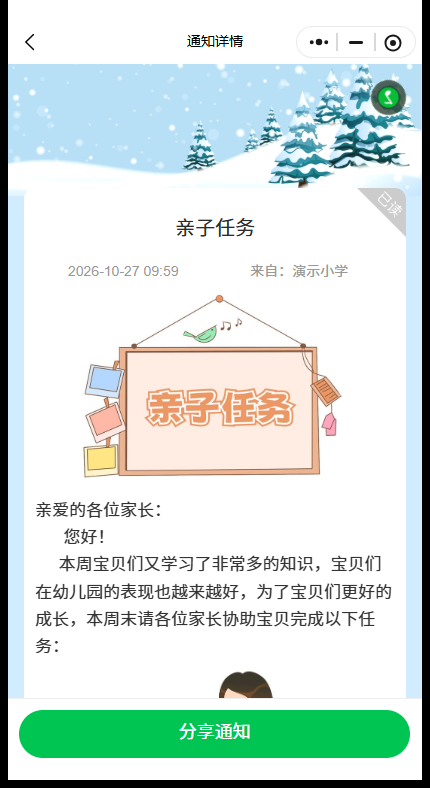 通知详情
已读
亲子任务
2026-10-27 09:59
来自：演示小学
亲子任务
亲爱的各位家长：
您好！
本周宝贝们又学习了非常多的知识，宝贝们
在幼儿园的表现也越来越好，为了宝贝们更好的
成长，本周末请各位家长协助宝贝完成以下任
务：
分享通知